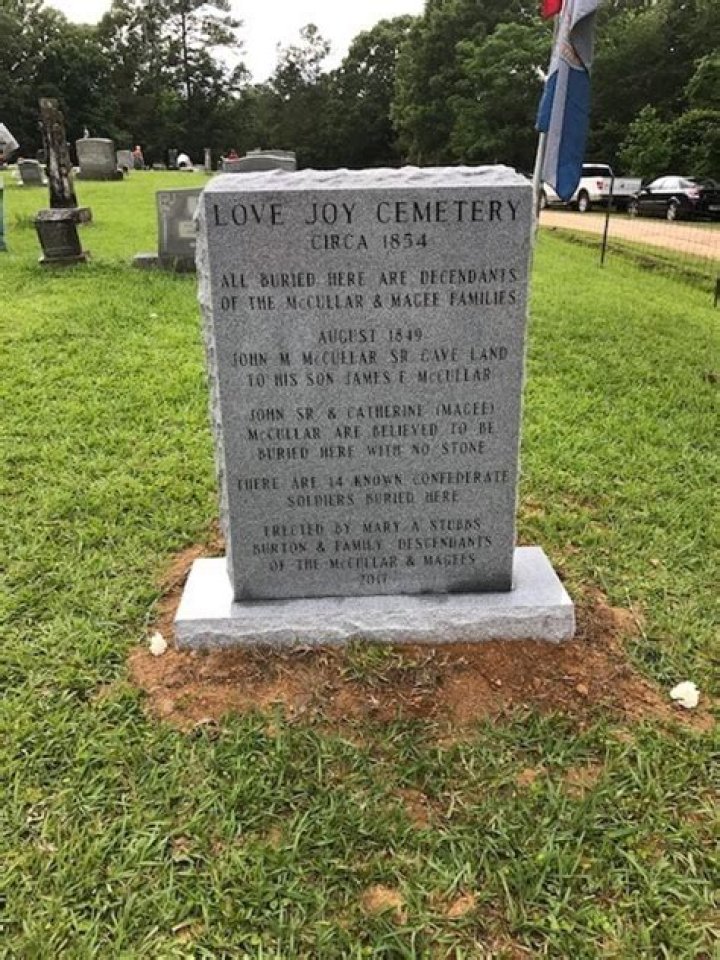 LOVE JOY CEMETERY
CIRCA 1854
ALL BURIED HERE ARE DECENDANTS
OF THE McCULLAR & MAGEE FAMILIES
AUGUST 1849
JOHN M McCULLAR SR GAVE LAND
TO HIS SON JAMES F McCULLAR
JOHN SR & CATHERINE (MAGEE)
McCULLAR ARE BELIEVED TO BE
BURIED HERE WITH NO STONE
THERE ARE 14 KNOWN CONFEDERATE
SOLDIERS BURIED HERE
ERECTED BY MARY A STUBBS
BURTON & FAMILY DESCENDANTS
OF THE McCULLAR & MAGEES
2017